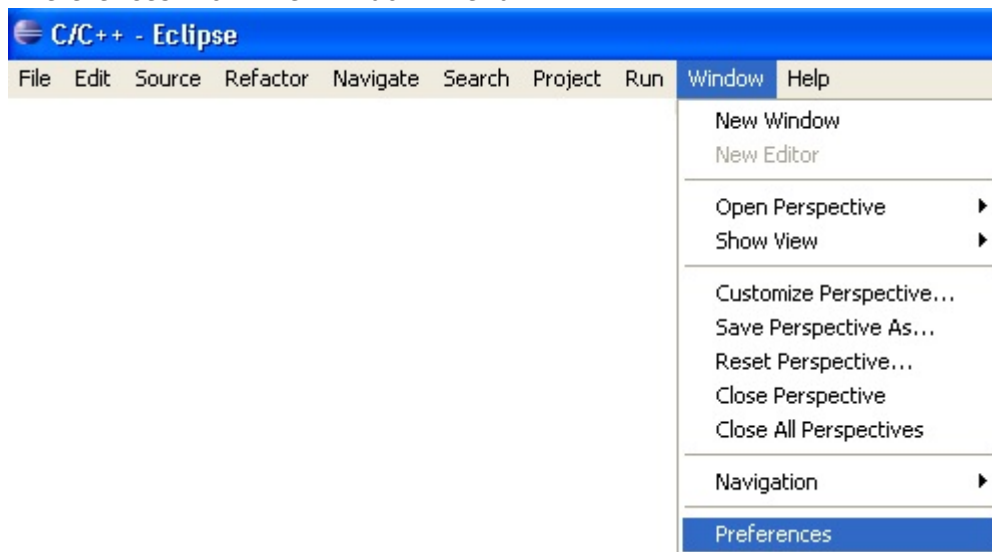 C/C++ - Eclipse
File Edit Source Refactor Navigate Search Project Run Window Help
New Window
New Editor
Open Perspective
Show View
Customize Perspective...
Save Perspective As...
Reset Perspective...
Close Perspective
Close All Perspectives
Navigation
Preferences